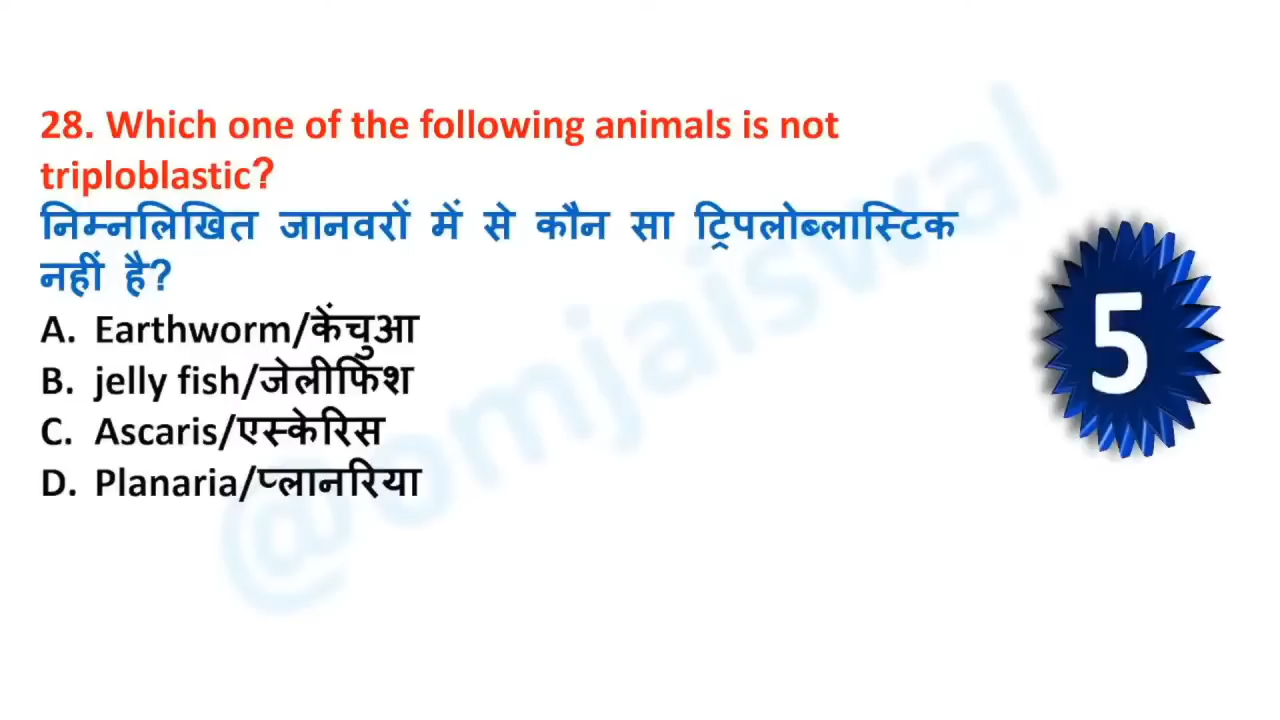 28. Which one of the following animals is not
triploblastic?
निम्नलिखित जानवरों में से कौन सा ट्रिपलोब्लास्टिक
नहीं है?
A. Earthworm/केंचुआ
B. jelly fish/जेलीफिश
C. Ascaris/एस्केरिस
D. Planaria/प्लानरिया
5
@omjaiswal